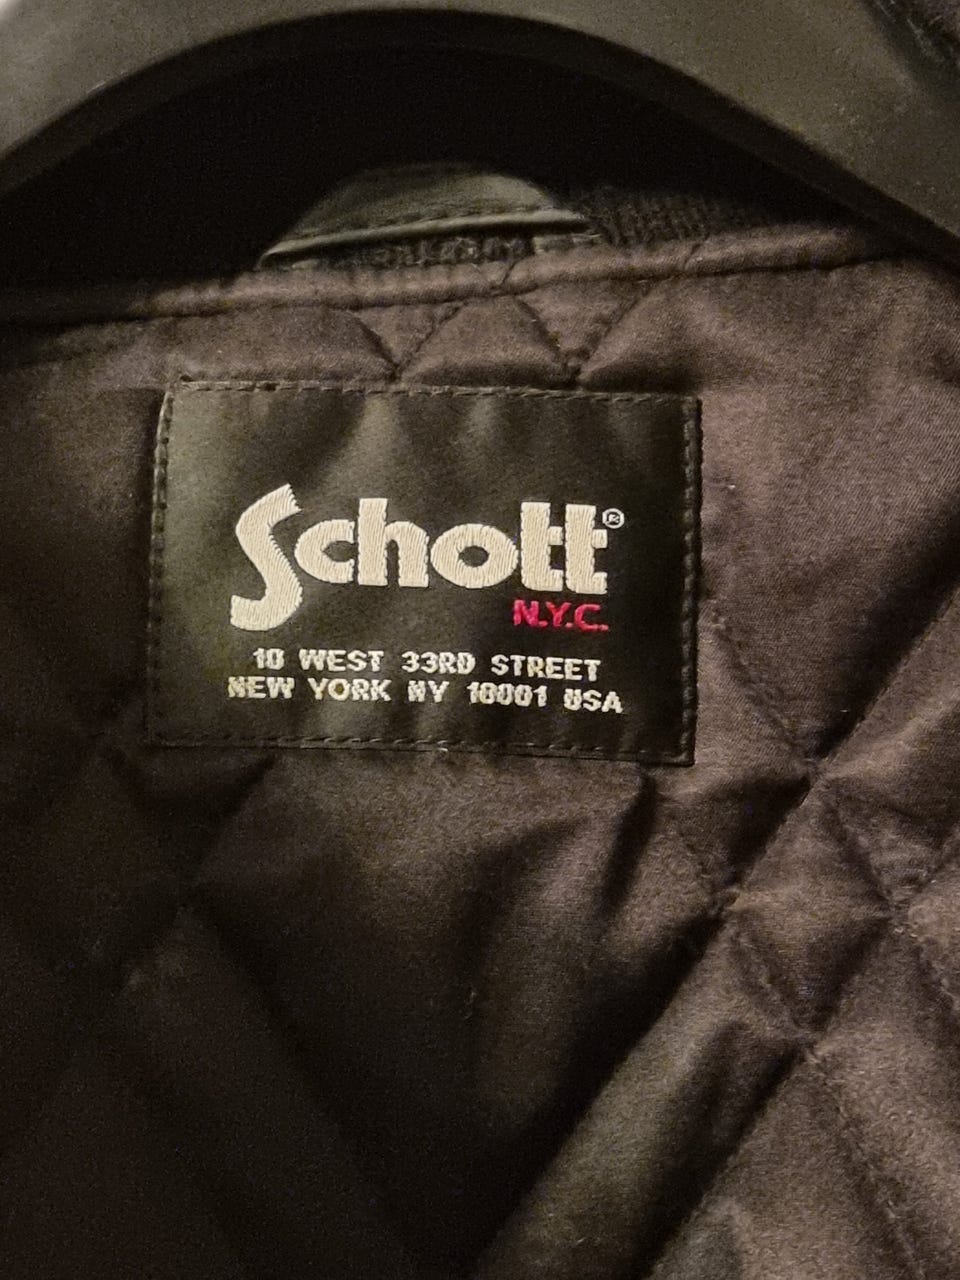 Schott®
N.Y.C.
10 WEST 33RD STREET
NEW YORK NY 10001 USA